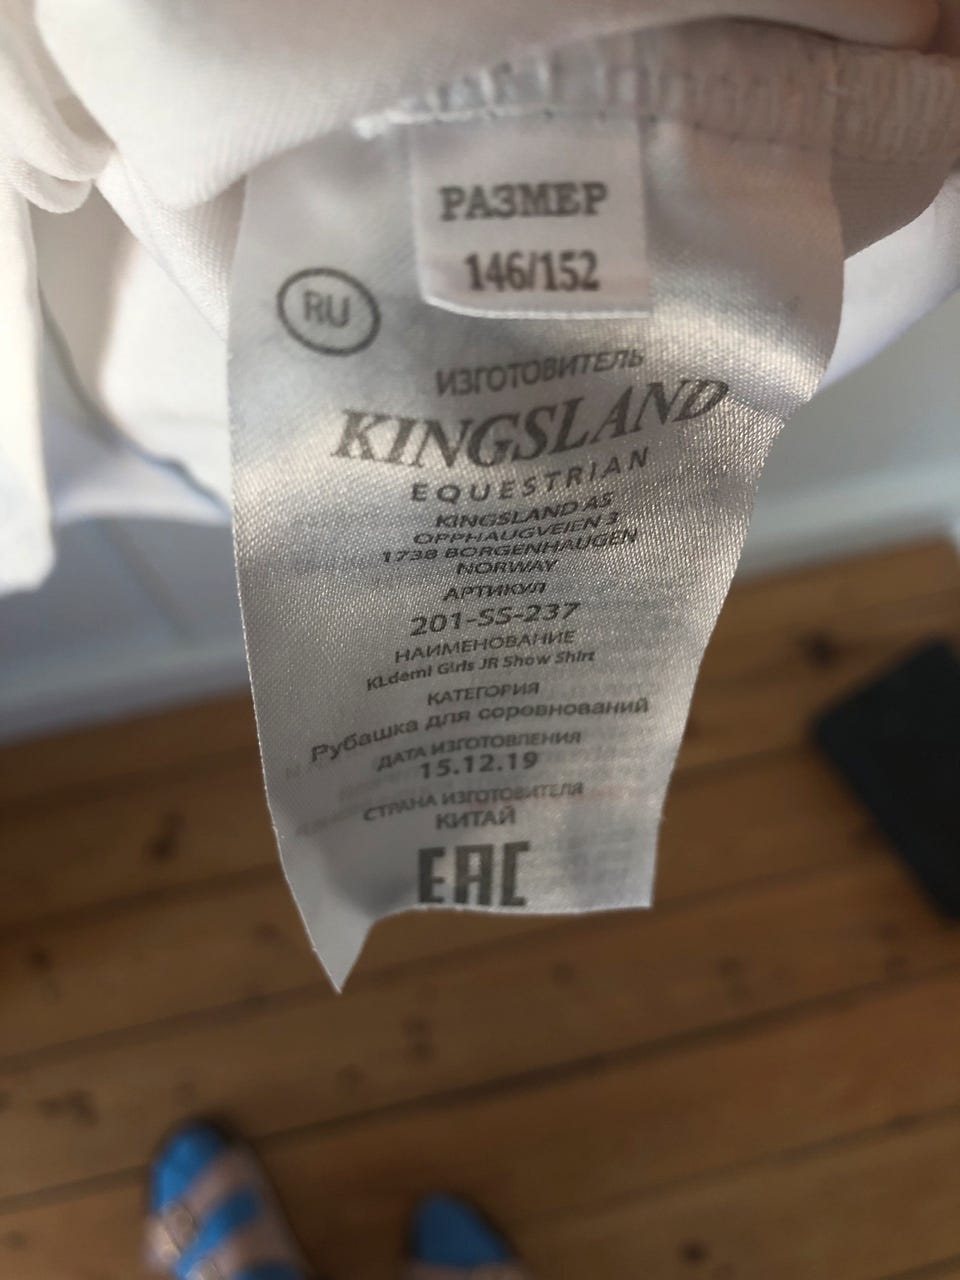 РАЗМЕР
146/152
RU
ИЗГОТОВИТЕЛЬ
KINGSLAND
EQUESTRIAN
KINGSLAND AS
OPPHAUGVEIEN 3
1738 BORGENHAUGEN
NORWAY
АРТИКУЛ
201-SS-237
НАИМЕНОВАНИЕ
KLdemi Girls JR Show Shirt
КАТЕГОРИЯ
Рубашка для соровнований
ДАТА ИЗГОТОВЛЕНИЯ
15.12.19
СТРАНА ИЗГОТОВИТЕЛЯ
КИТАЙ
EAC